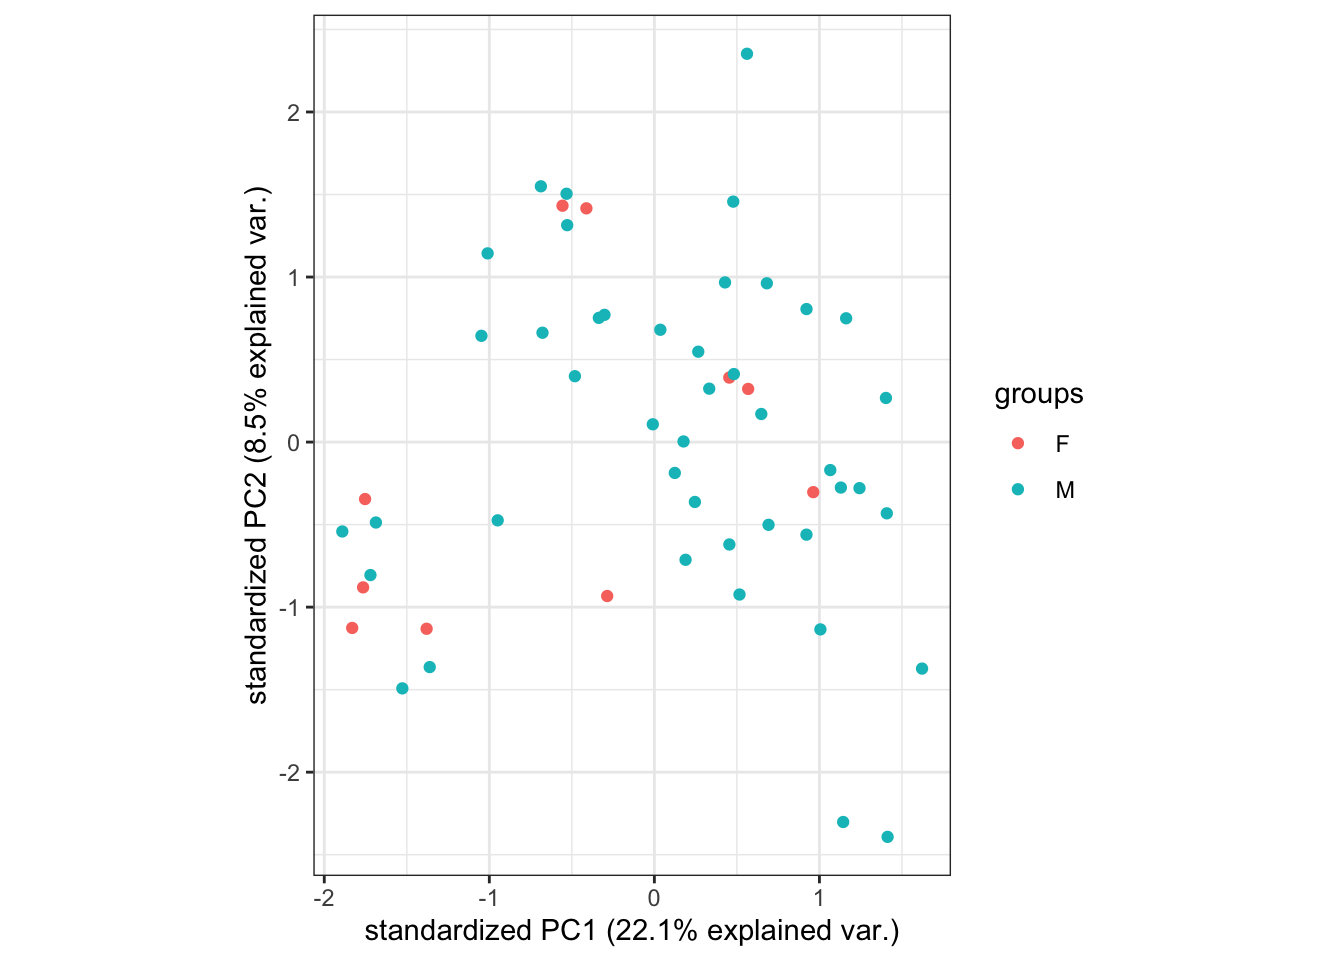 2
1
0
-1
-2
standardized PC2 (8.5% explained var.)
-2
-1
0
1
standardized PC1 (22.1% explained var.)
groups
F
M